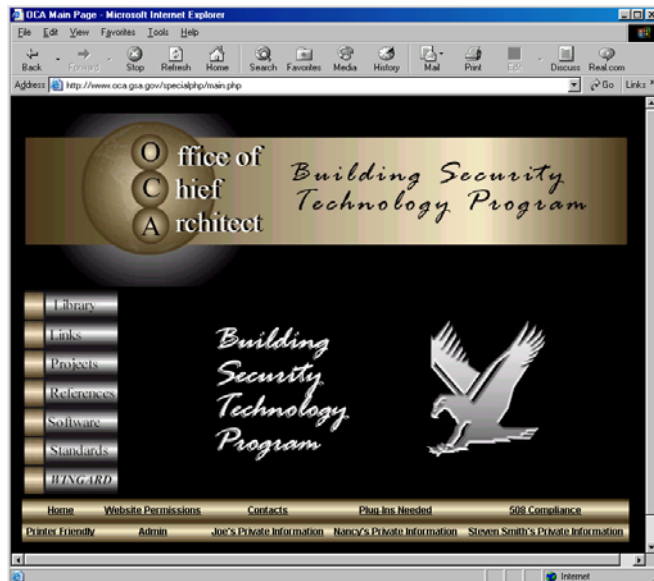 OCA Main Page - Microsoft Internet Explorer
File Edit View Favorites Tools Help
Back Forward Stop Refresh Home Search Favorites Media History Mail Print Edit Discuss Real.com
Address http://www.oca.gsa.gov/specialphp/main.php Go Links »
Office of
Chief
Architect
Building Security
Technology Program
Library
Links
Projects
References
Software
Standards
WINGARD
Building
Security
Technology
Program
Home Website Permissions Contacts Plug-Ins Needed 508 Compliance
Printer Friendly Admin Joe's Private Information Nancy's Private Information Steven Smith's Private Information
Internet